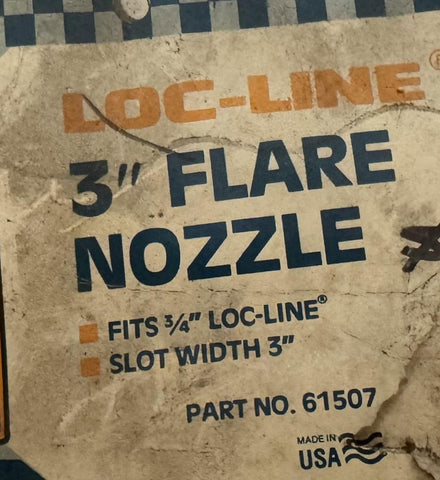 LOC-LINE®
3" FLARE
NOZZLE
FITS 3/4" LOC-LINE®
SLOT WIDTH 3"
PART NO. 61507
MADE IN
USA